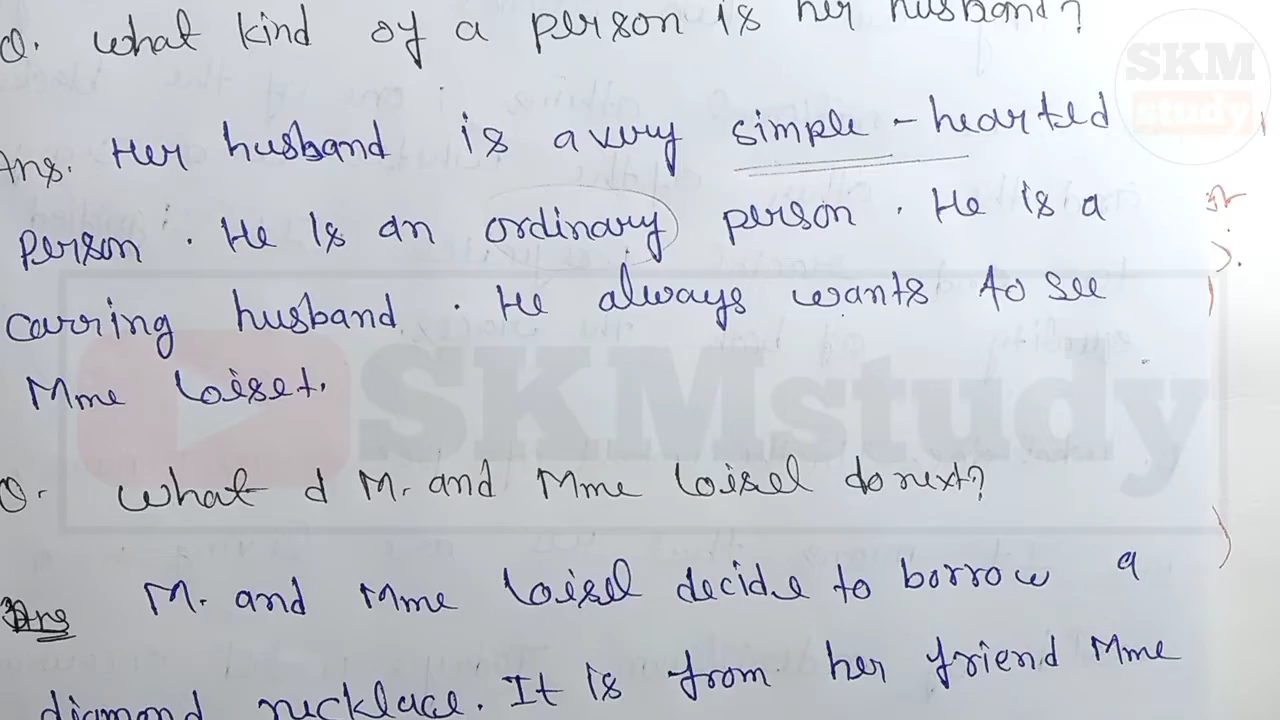 Q. What kind of a person is her husband?
Ans. Her husband is a very simple - hearted
person. He is an ordinary person. He is a
carring husband. He always wants to see
Mme loiset.
Q. What d M. and Mme loisel do next?
Ans M. and Mme loisel decide to borrow a
diamond necklace. It is from her friend Mme
SKM
study
SKMstudy